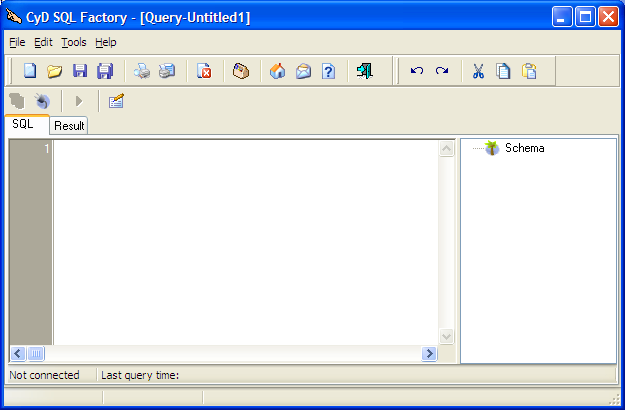 CyD SQL Factory - [Query-Untitled1]
File Edit Tools Help
SQL Result
1
Schema
Not connected Last query time: